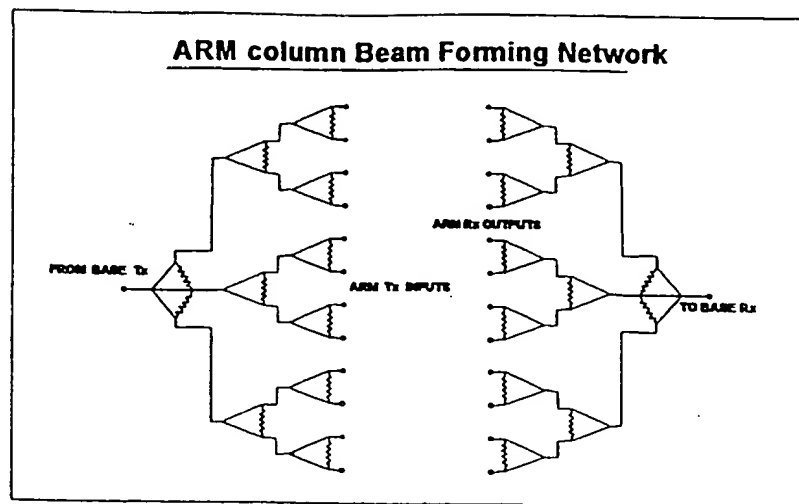 ARM column Beam Forming Network
ARM Rx OUTPUTS
FROM BASE Tx
ARM Tx INPUTS
TO BASE Rx